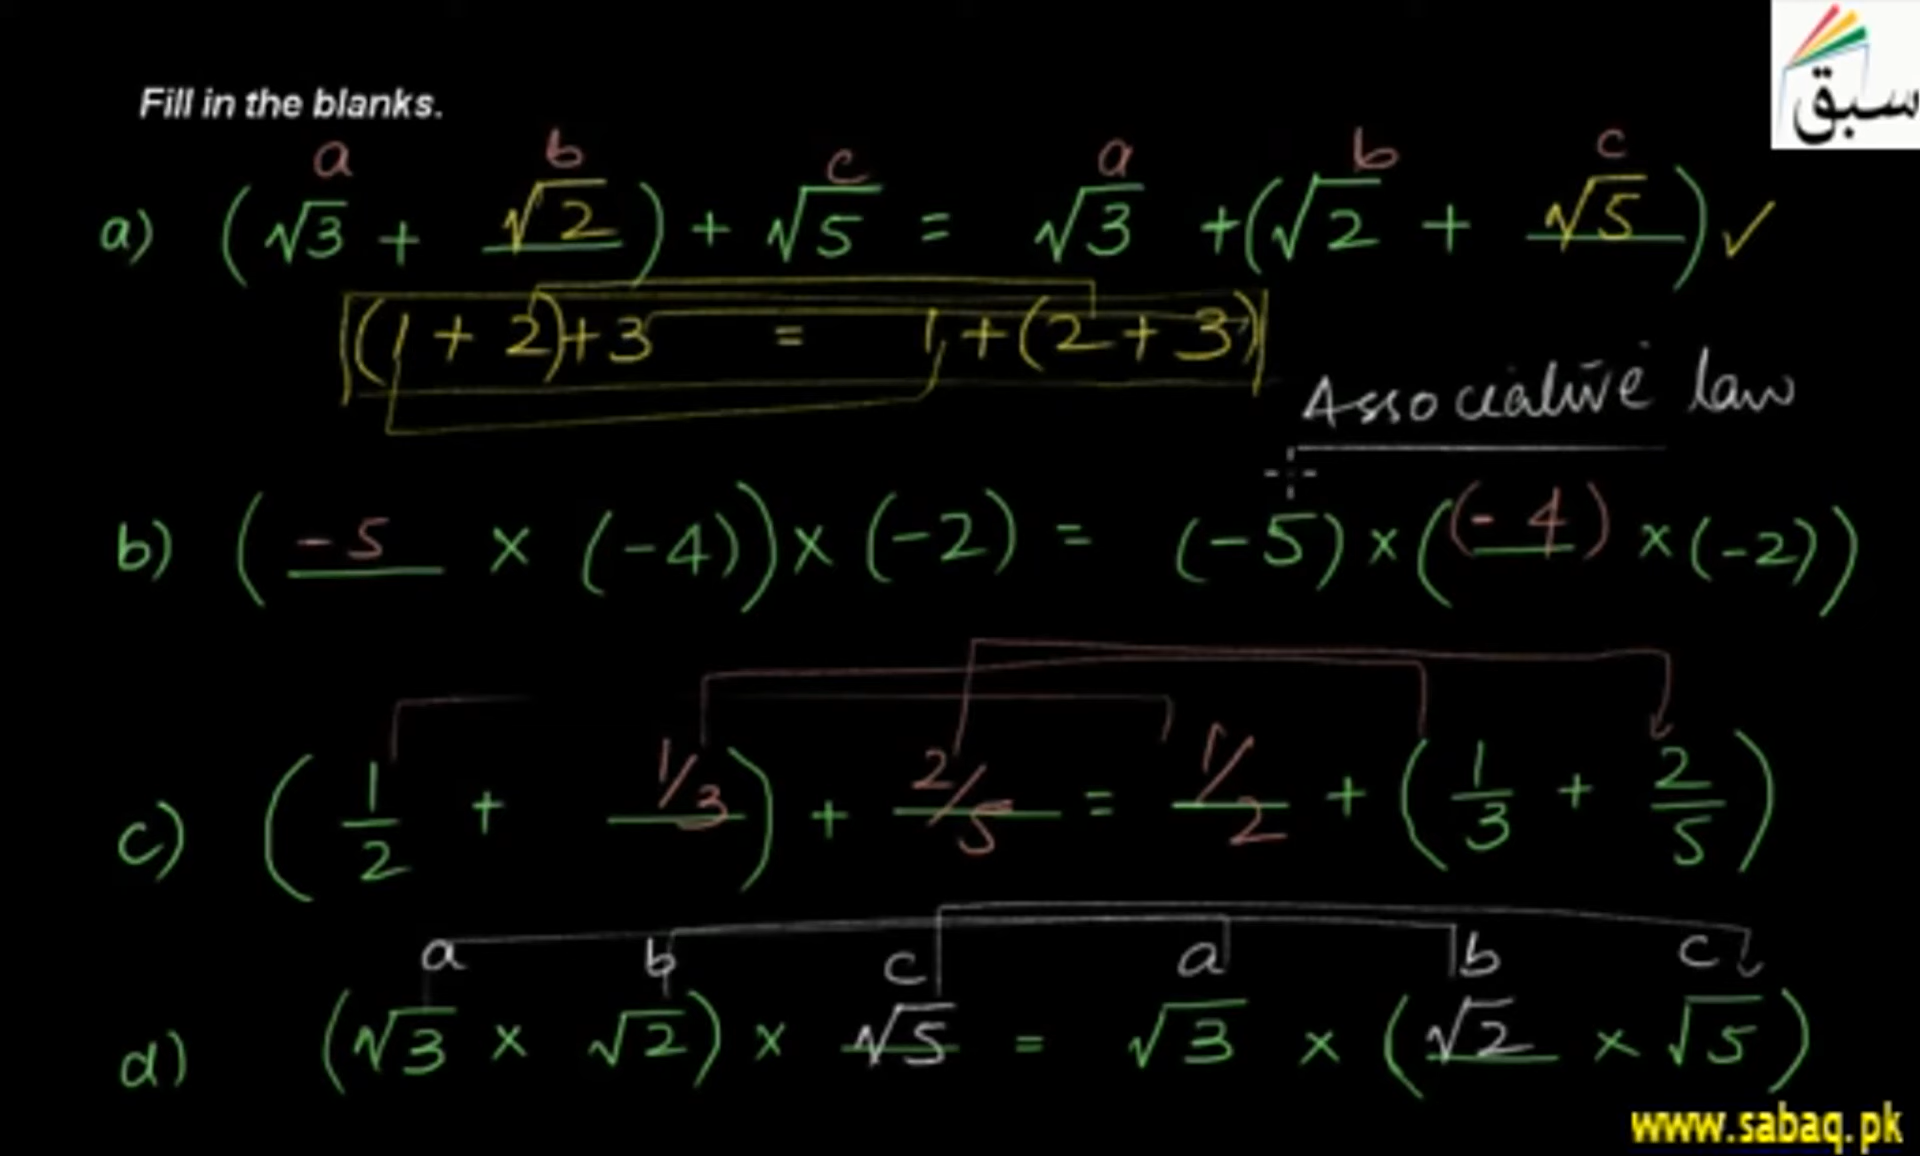 سبق
Fill in the blanks.
a b c a b c
a) (√3 + √2) + √5 = √3 + (√2 + √5) ✓
(1 + 2) + 3 = 1 + (2 + 3)
Associative law
b) (-5 × (-4)) × (-2) = (-5) × ((-4) × (-2))
c) (1/2 + 1/3) + 2/5 = 1/2 + (1/3 + 2/5)
a b c a b c
d) (√3 × √2) × √5 = √3 × (√2 × √5)
www.sabaq.pk